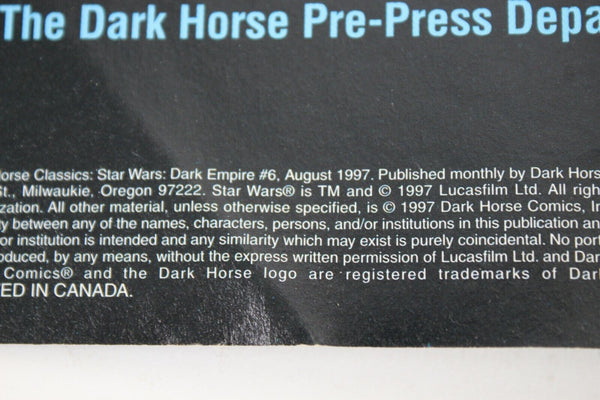 The Dark Horse Pre-Press Depa
orse Classics: Star Wars: Dark Empire #6, August 1997. Published monthly by Dark Hors
St., Milwaukie, Oregon 97222. Star Wars® is TM and © 1997 Lucasfilm Ltd. All righ
zation. All other material, unless otherwise specified, is © 1997 Dark Horse Comics, In
y between any of the names, characters, persons, and/or institutions in this publication an
or institution is intended and any similarity which may exist is purely coincidental. No port
oduced, by any means, without the express written permission of Lucasfilm Ltd. and Dar
Comics® and the Dark Horse logo are registered trademarks of Dark
ED IN CANADA.